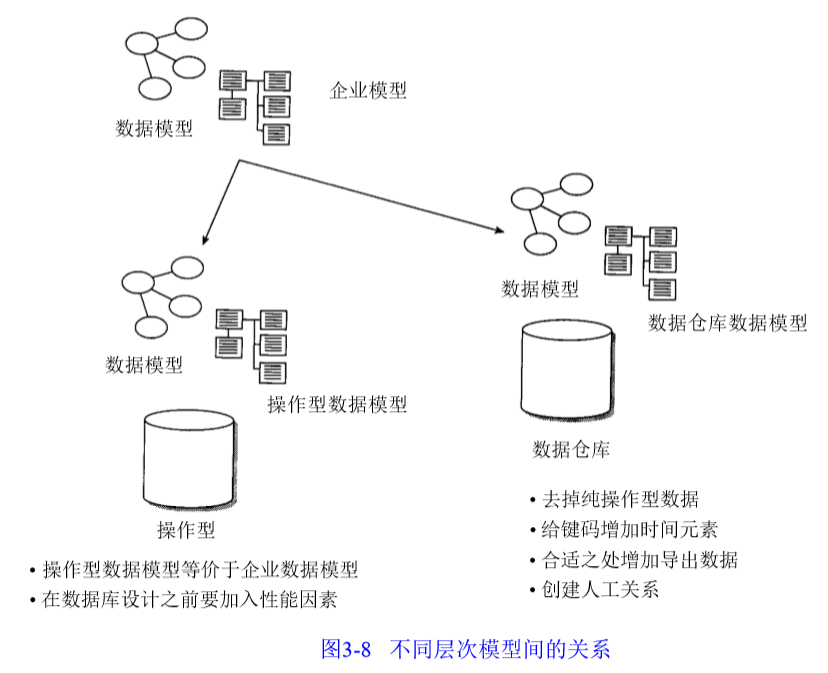 企业模型
数据模型
数据模型
数据仓库数据模型
数据模型
操作型数据模型
数据仓库
操作型
• 去掉纯操作型数据
• 给键码增加时间元素
• 合适之处增加导出数据
• 创建人工关系
• 操作型数据模型等价于企业数据模型
• 在数据库设计之前要加入性能因素
图3-8 不同层次模型间的关系